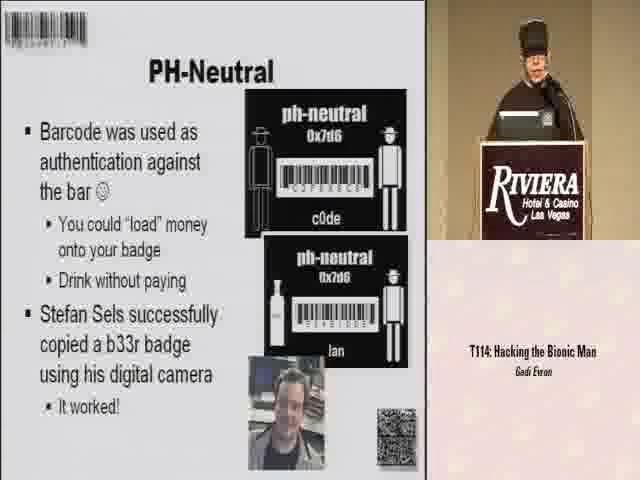 PH-Neutral
Barcode was used as
authentication against
the bar
You could "load" money
onto your badge
Drink without paying
Stefan Sels successfully
copied a b33r badge
using his digital camera
It worked!
ph-neutral
0x7d6
c0de
ph-neutral
0x7d6
lan
RIVIERA
Hotel & Casino
Las Vegas
T114: Hacking the Bionic Man
Gadi Evron